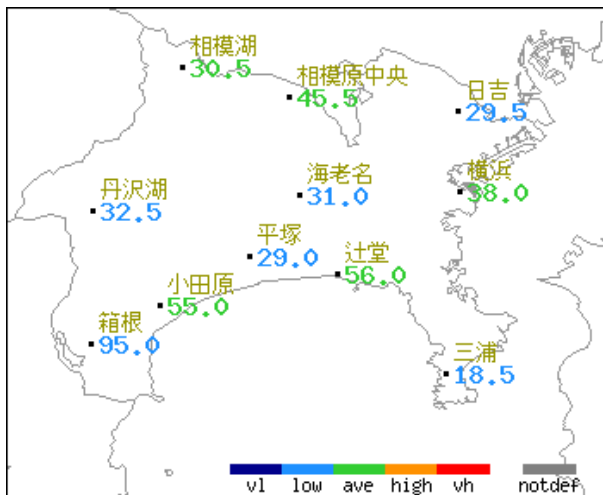 相模湖
30.5
相模原中央
45.5
日吉
29.5
丹沢湖
32.5
海老名
31.0
横浜
38.0
平塚
29.0
辻堂
56.0
小田原
55.0
箱根
95.0
三浦
18.5
vl low ave high vh notdef